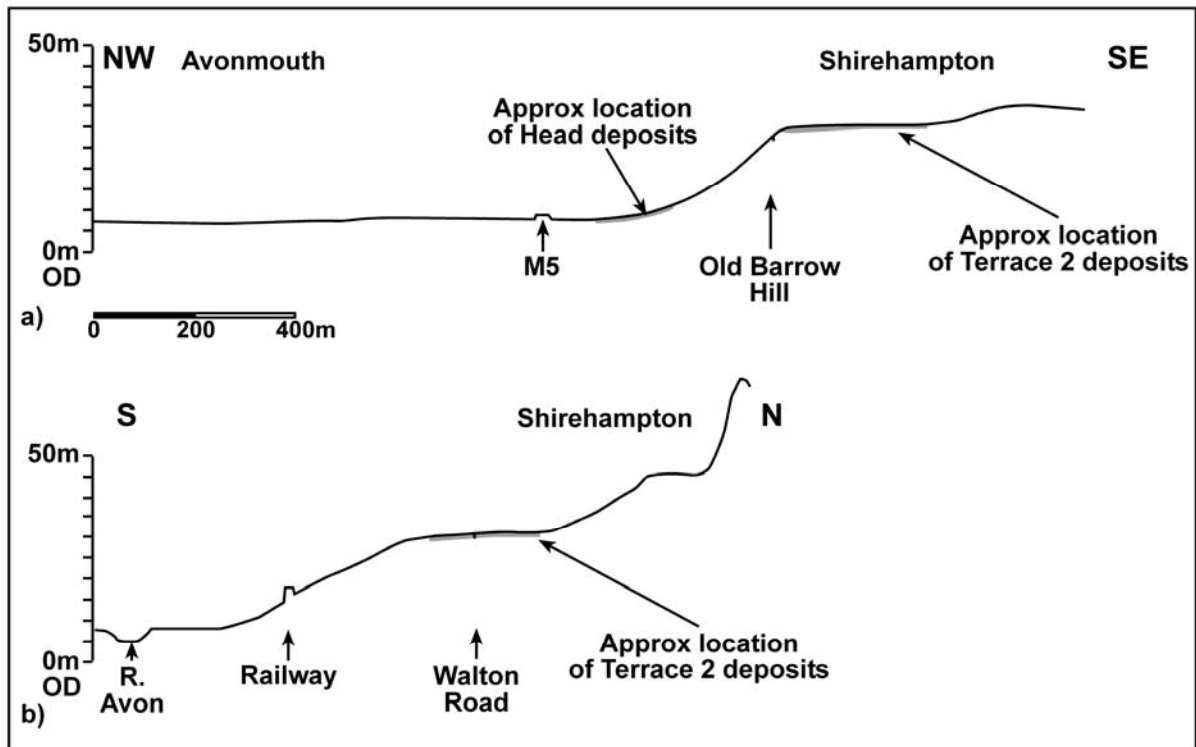 50m
NW
Avonmouth
Shirehampton
SE
Approx location
of Head deposits
Approx location
of Terrace 2 deposits
0m
OD
M5
Old Barrow
Hill
a)
0
200
400m
S
Shirehampton
N
50m
0m
OD
R.
Avon
Railway
Walton
Road
Approx location
of Terrace 2 deposits
b)